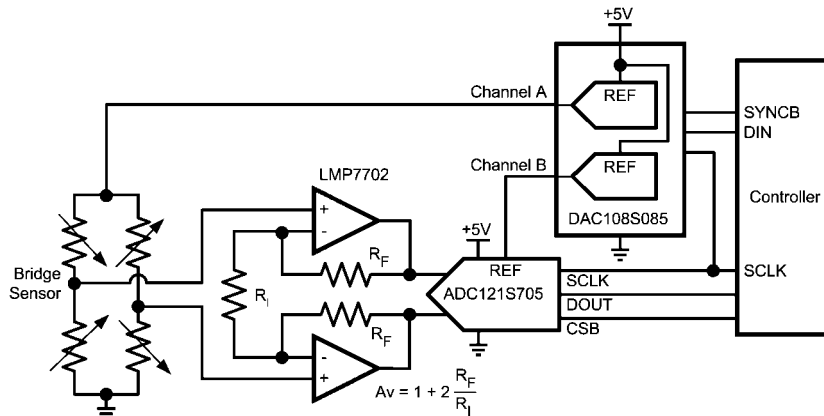 +5V
Channel A
REF
SYNCB
DIN
Channel B
REF
LMP7702
DAC108S085
Controller
+5V
+
-
R_F
REF
Bridge
Sensor
R_I
ADC121S705
SCLK
SCLK
DOUT
R_F
CSB
-
+
Av = 1 + 2 R_F/R_I